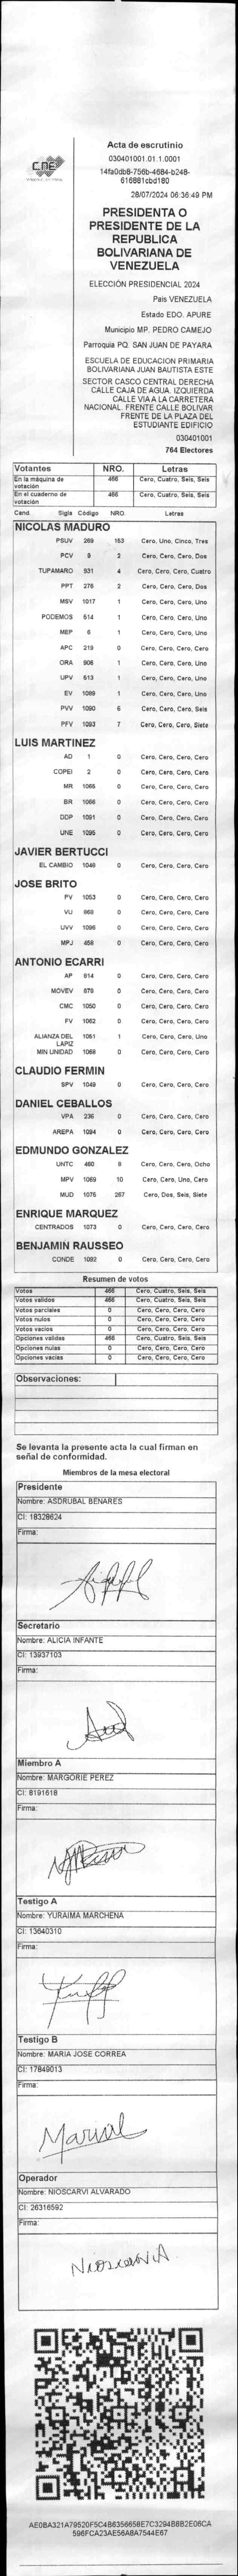 CNE
Acta de escrutinio
030401001.01.1.0001
14fa0db8-756b-4684-b248-
616881cbd180
28/07/2024 06:36:49 PM
PRESIDENTA O
PRESIDENTE DE LA
REPUBLICA
BOLIVARIANA DE
VENEZUELA
ELECCIÓN PRESIDENCIAL 2024
Pais VENEZUELA
Estado EDO. APURE
Municipio MP. PEDRO CAMEJO
Parroquia PQ. SAN JUAN DE PAYARA
ESCUELA DE EDUCACION PRIMARIA
BOLIVARIANA JUAN BAUTISTA ESTE
SECTOR CASCO CENTRAL DERECHA
CALLE CAJA DE AGUA. IZQUIERDA
CALLE VIA A LA CARRETERA
NACIONAL. FRENTE CALLE BOLIVAR
FRENTE DE LA PLAZA DEL
ESTUDIANTE EDIFICIO
030401001
764 Electores
Votantes NRO. Letras
En la máquina de votación 466 Cero, Cuatro, Seis, Seis
En el cuaderno de votación 466 Cero, Cuatro, Seis, Seis
Cand. Sigla Código NRO. Letras
NICOLAS MADURO
PSUV 269 153 Cero, Uno, Cinco, Tres
PCV 9 2 Cero, Cero, Cero, Dos
TUPAMARO 931 4 Cero, Cero, Cero, Cuatro
PPT 276 2 Cero, Cero, Cero, Dos
MSV 1017 1 Cero, Cero, Cero, Uno
PODEMOS 514 1 Cero, Cero, Cero, Uno
MEP 6 1 Cero, Cero, Cero, Uno
APC 219 0 Cero, Cero, Cero, Cero
ORA 906 1 Cero, Cero, Cero, Uno
UPV 513 1 Cero, Cero, Cero, Uno
EV 1089 1 Cero, Cero, Cero, Uno
PVV 1090 6 Cero, Cero, Cero, Seis
PFV 1093 7 Cero, Cero, Cero, Siete
LUIS MARTINEZ
AD 1 0 Cero, Cero, Cero, Cero
COPEI 2 0 Cero, Cero, Cero, Cero
MR 1065 0 Cero, Cero, Cero, Cero
BR 1066 0 Cero, Cero, Cero, Cero
DDP 1091 0 Cero, Cero, Cero, Cero
UNE 1095 0 Cero, Cero, Cero, Cero
JAVIER BERTUCCI
EL CAMBIO 1048 0 Cero, Cero, Cero, Cero
JOSE BRITO
PV 1053 0 Cero, Cero, Cero, Cero
VU 868 0 Cero, Cero, Cero, Cero
UVV 1096 0 Cero, Cero, Cero, Cero
MPJ 458 0 Cero, Cero, Cero, Cero
ANTONIO ECARRI
AP 814 0 Cero, Cero, Cero, Cero
MOVEV 679 0 Cero, Cero, Cero, Cero
CMC 1050 0 Cero, Cero, Cero, Cero
FV 1062 0 Cero, Cero, Cero, Cero
ALIANZA DEL LAPIZ 1061 1 Cero, Cero, Cero, Uno
MIN UNIDAD 1068 0 Cero, Cero, Cero, Cero
CLAUDIO FERMIN
SPV 1049 0 Cero, Cero, Cero, Cero
DANIEL CEBALLOS
VPA 236 0 Cero, Cero, Cero, Cero
AREPA 1094 0 Cero, Cero, Cero, Cero
EDMUNDO GONZALEZ
UNTC 460 8 Cero, Cero, Cero, Ocho
MPV 1069 10 Cero, Cero, Uno, Cero
MUD 1075 267 Cero, Dos, Seis, Siete
ENRIQUE MARQUEZ
CENTRADOS 1073 0 Cero, Cero, Cero, Cero
BENJAMIN RAUSSEO
CONDE 1092 0 Cero, Cero, Cero, Cero
Resumen de votos
Votos 466 Cero, Cuatro, Seis, Seis
Votos validos 466 Cero, Cuatro, Seis, Seis
Votos parciales 0 Cero, Cero, Cero, Cero
Votos nulos 0 Cero, Cero, Cero, Cero
Votos vacios 0 Cero, Cero, Cero, Cero
Opciones validas 466 Cero, Cuatro, Seis, Seis
Opciones nulas 0 Cero, Cero, Cero, Cero
Opciones vacias 0 Cero, Cero, Cero, Cero
Observaciones:
Se levanta la presente acta la cual firman en
señal de conformidad.
Miembros de la mesa electoral
Presidente
Nombre: ASDRUBAL BENARES
CI: 18328624
Firma:
Secretario
Nombre: ALICIA INFANTE
CI: 13937103
Firma:
Miembro A
Nombre: MARGORIE PEREZ
CI: 8191618
Firma:
Testigo A
Nombre: YURAIMA MARCHENA
CI: 13640310
Firma:
Testigo B
Nombre: MARIA JOSE CORREA
CI: 17849013
Firma:
Operador
Nombre: NIOSCARVI ALVARADO
CI: 26316592
Firma:
AE0BA321A79520F5C4B6356658E7C3294B8B2E06CA
596FCA23AE56A8A7544E67